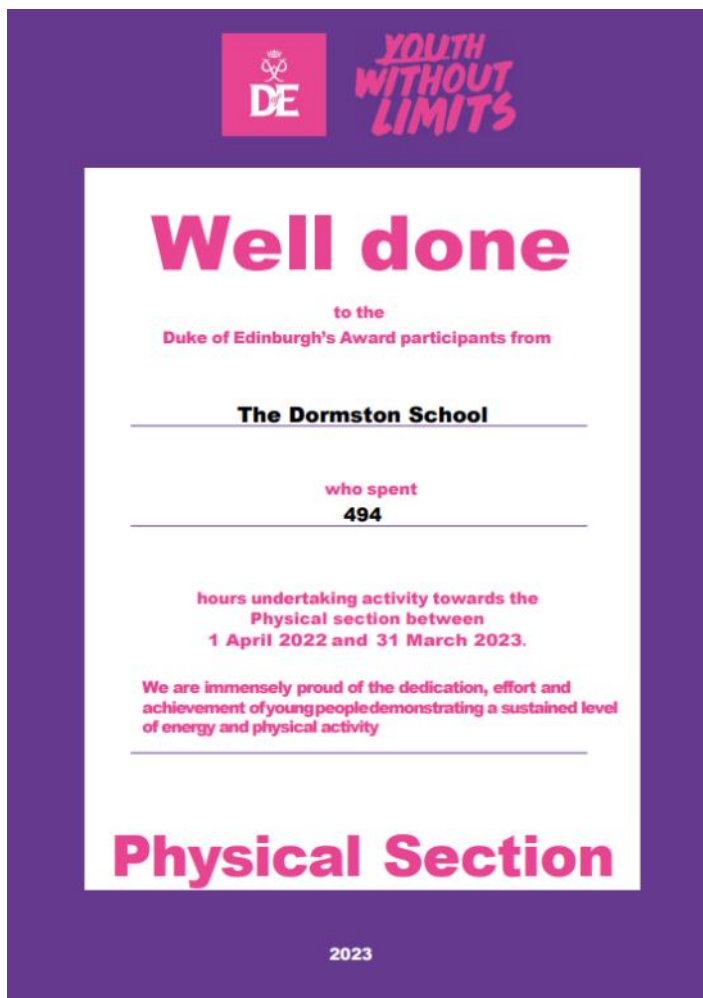 DofE
YOUTH
WITHOUT
LIMITS
Well done
to the
Duke of Edinburgh's Award participants from
The Dormston School
who spent
494
hours undertaking activity towards the
Physical section between
1 April 2022 and 31 March 2023.
We are immensely proud of the dedication, effort and
achievement of young people demonstrating a sustained level
of energy and physical activity
Physical Section
2023